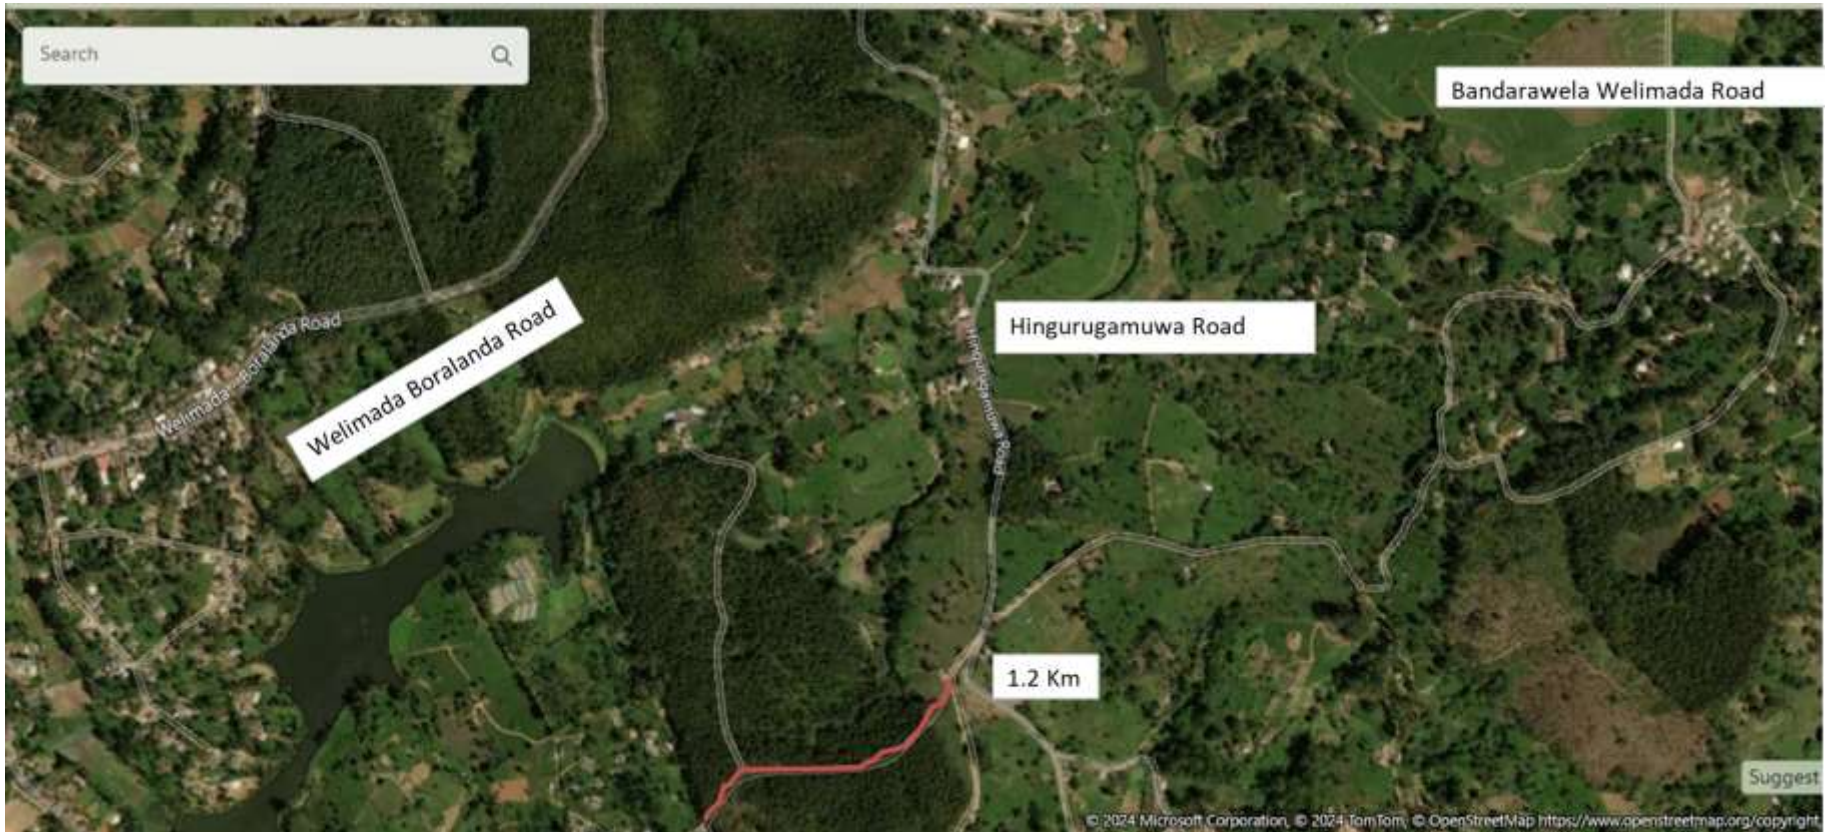 Search
Bandarawela Welimada Road
Hingurugamuwa Road
Welimada Boralanda Road
Welimada - Boralanda Road
Hingurugamuwa Road
1.2 Km
Suggest
© 2024 Microsoft Corporation, © 2024 TomTom, © OpenStreetMap https://www.openstreetmap.org/copyright